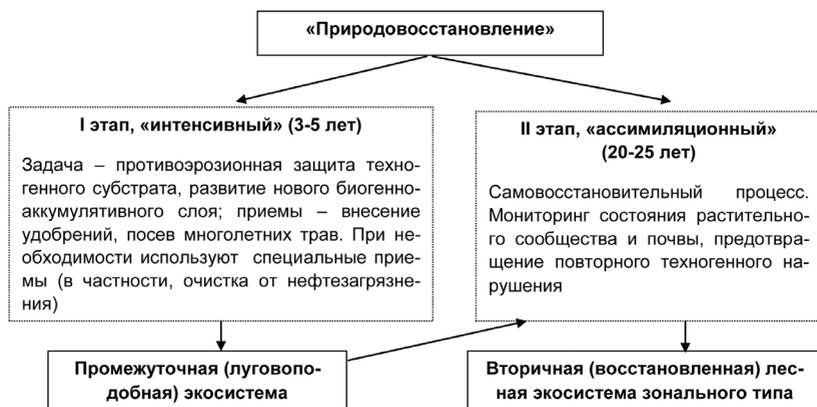 «Природовосстановление»
I этап, «интенсивный» (3-5 лет)
Задача – противоэрозионная защита техно-
генного субстрата, развитие нового биогенно-
аккумулятивного слоя; приемы – внесение
удобрений, посев многолетних трав. При не-
обходимости используют специальные прие-
мы (в частности, очистка от нефтезагрязне-
ния)
II этап, «ассимиляционный»
(20-25 лет)
Самовосстановительный процесс.
Мониторинг состояния растительно-
го сообщества и почвы, предотвра-
щение повторного техногенного на-
рушения
Промежуточная (луговопо-
добная) экосистема
Вторичная (восстановленная) лес-
ная экосистема зонального типа